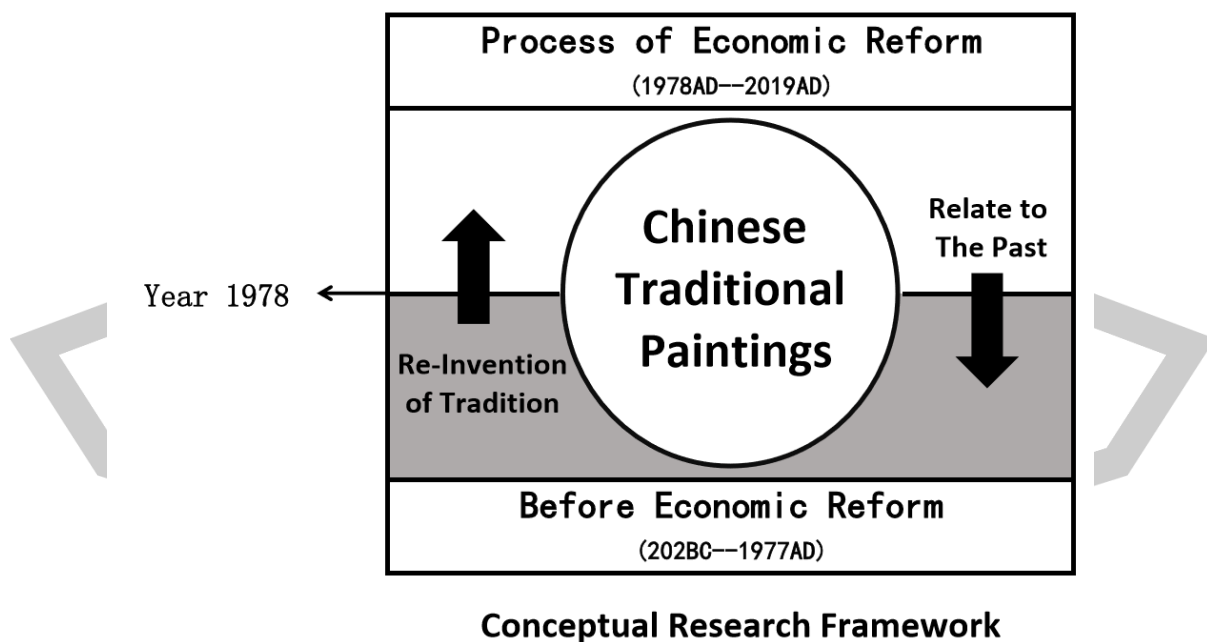 Process of Economic Reform
(1978AD--2019AD)
Chinese
Traditional
Paintings
Relate to
The Past
Year 1978
Re-Invention
of Tradition
Before Economic Reform
(202BC--1977AD)
Conceptual Research Framework